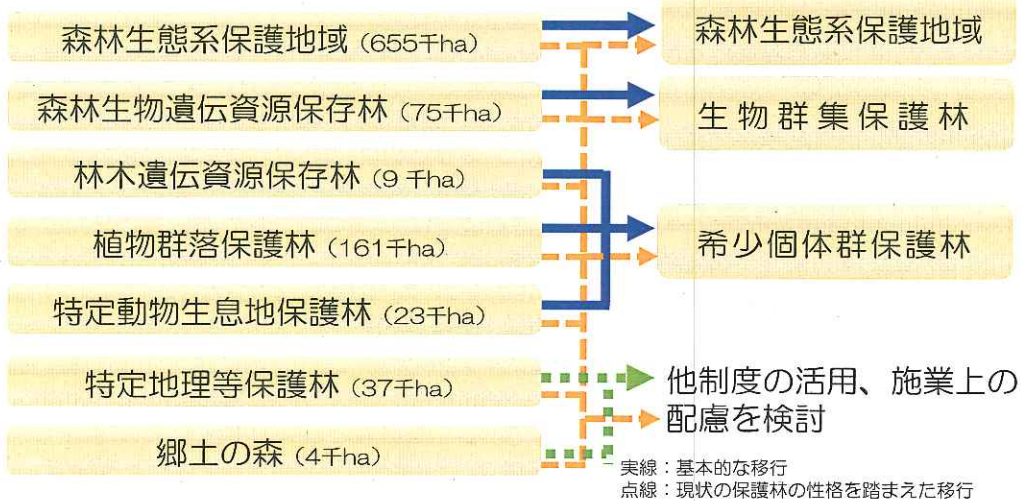 森林生態系保護地域 (655千ha)
森林生物遺伝資源保存林 (75千ha)
林木遺伝資源保存林 (9 千ha)
植物群落保護林 (161千ha)
特定動物生息地保護林 (23千ha)
特定地理等保護林 (37千ha)
郷土の森 (4千ha)
森林生態系保護地域
生物群集保護林
希少個体群保護林
他制度の活用、施業上の
配慮を検討
実線：基本的な移行
点線：現状の保護林の性格を踏まえた移行